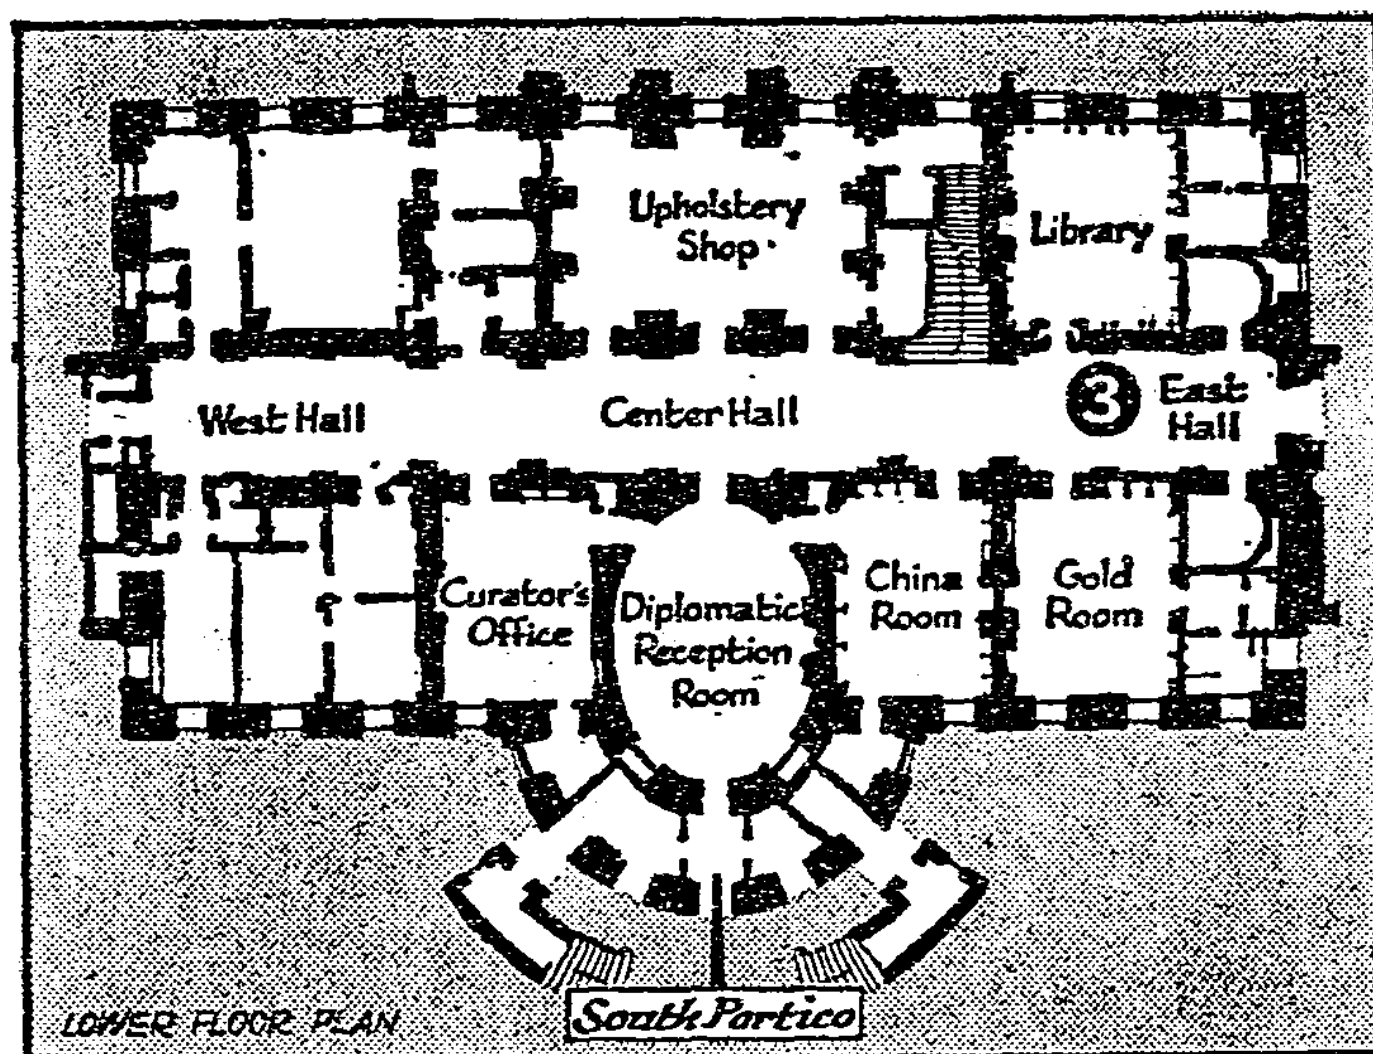 Upholstery
Shop
Library
West Hall
Center Hall
3
East
Hall
Curator's
Office
Diplomatic
Reception
Room
China
Room
Gold
Room
LOWER FLOOR PLAN
South Portico